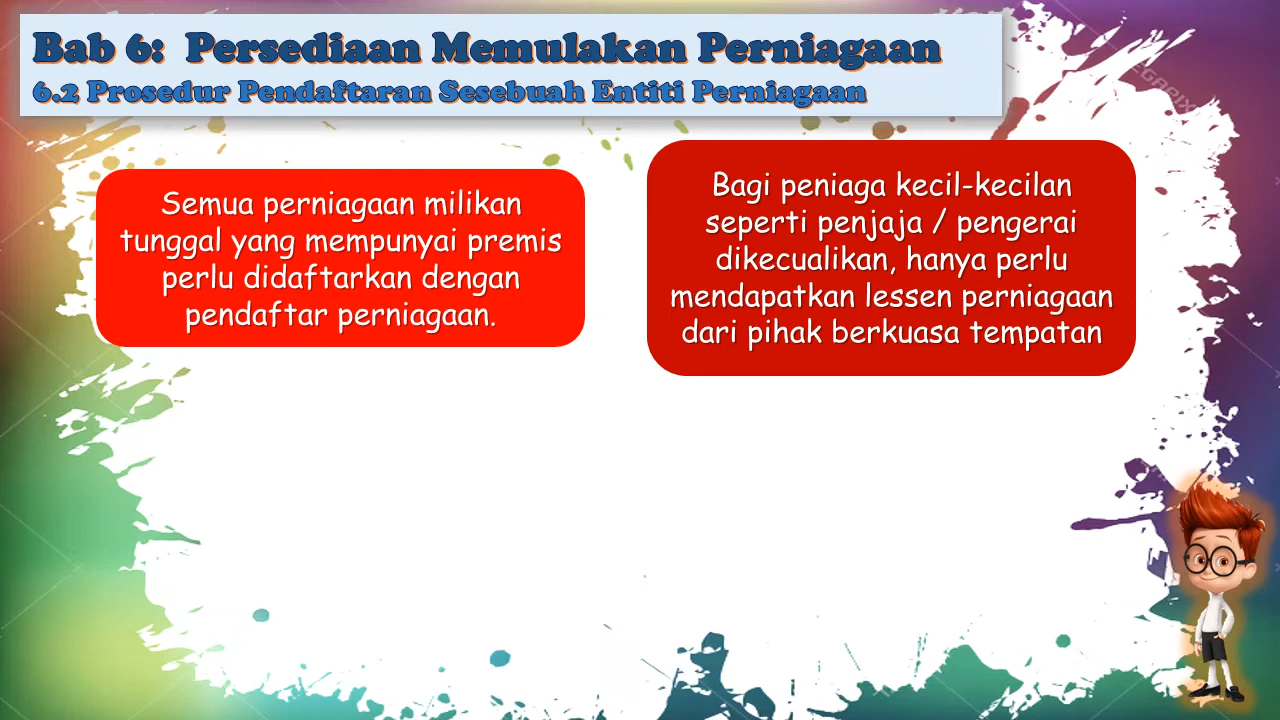 Bab 6: Persediaan Memulakan Perniagaan
6.2 Prosedur Pendaftaran Sesebuah Entiti Perniagaan
Semua perniagaan milikan
tunggal yang mempunyai premis
perlu didaftarkan dengan
pendaftar perniagaan.
Bagi peniaga kecil-kecilan
seperti penjaja / pengerai
dikecualikan, hanya perlu
mendapatkan lessen perniagaan
dari pihak berkuasa tempatan